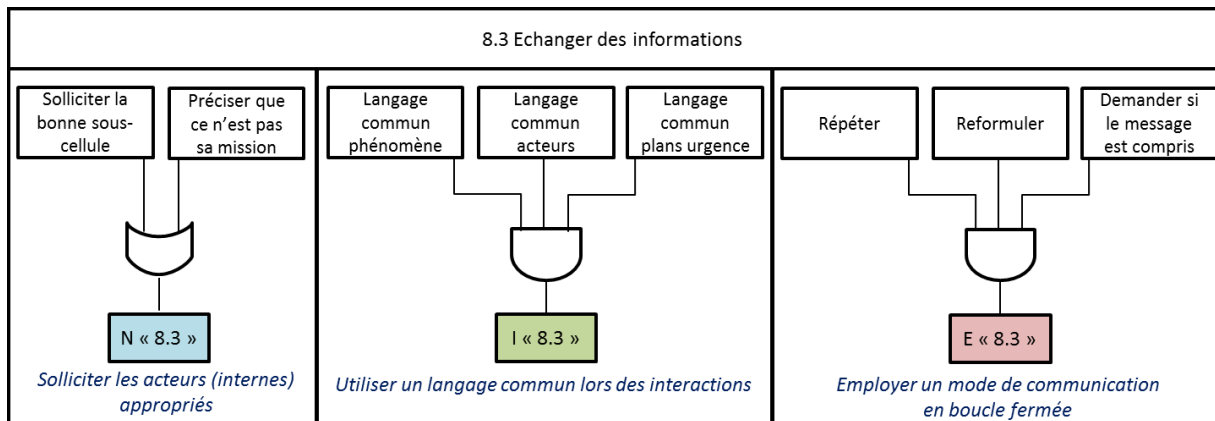 8.3 Echanger des informations
Solliciter la
bonne sous-
cellule
Préciser que
ce n'est pas
sa mission
N « 8.3 »
Solliciter les acteurs (internes)
appropriés
Langage
commun
phénomène
Langage
commun
acteurs
Langage
commun
plans urgence
I « 8.3 »
Utiliser un langage commun lors des interactions
Répéter
Reformuler
Demander si
le message
est compris
E « 8.3 »
Employer un mode de communication
en boucle fermée